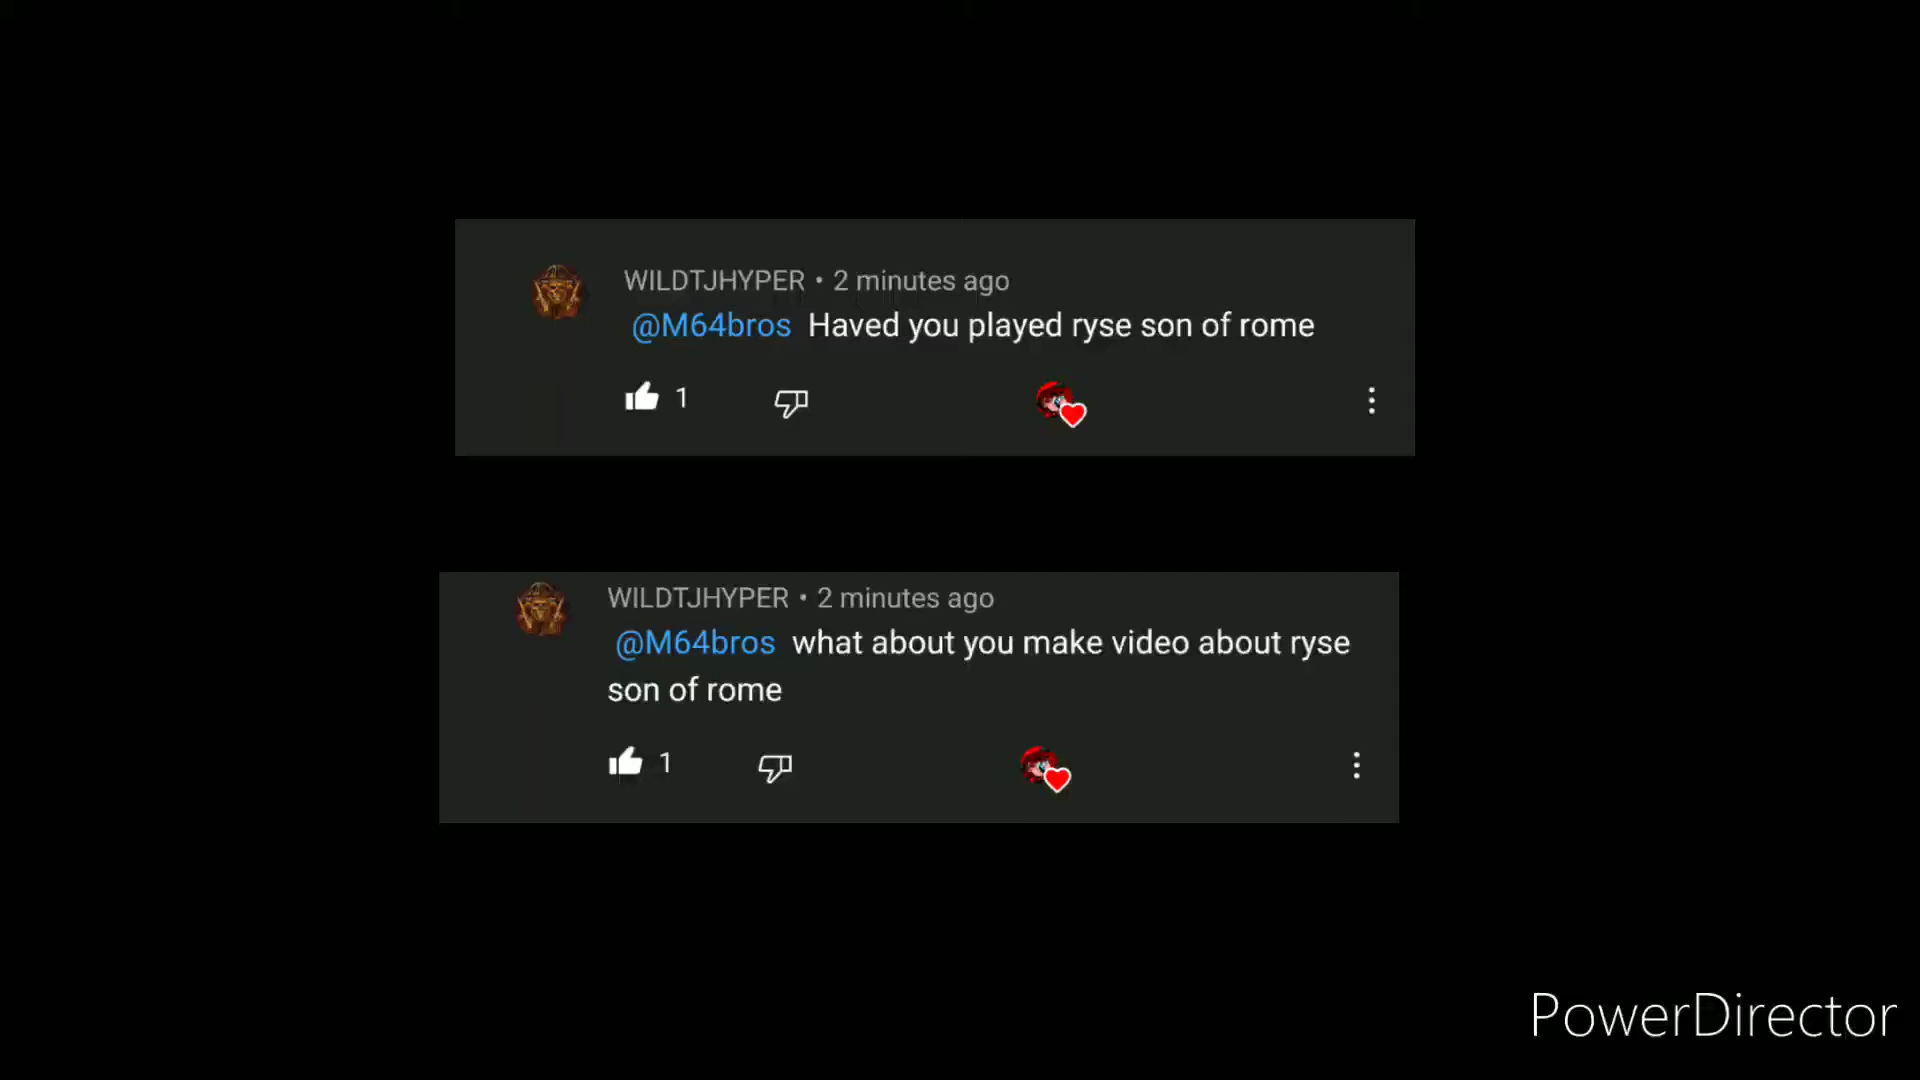 WILDTJHYPER • 2 minutes ago
@M64bros Haved you played ryse son of rome
1
WILDTJHYPER • 2 minutes ago
@M64bros what about you make video about ryse
son of rome
1
PowerDirector